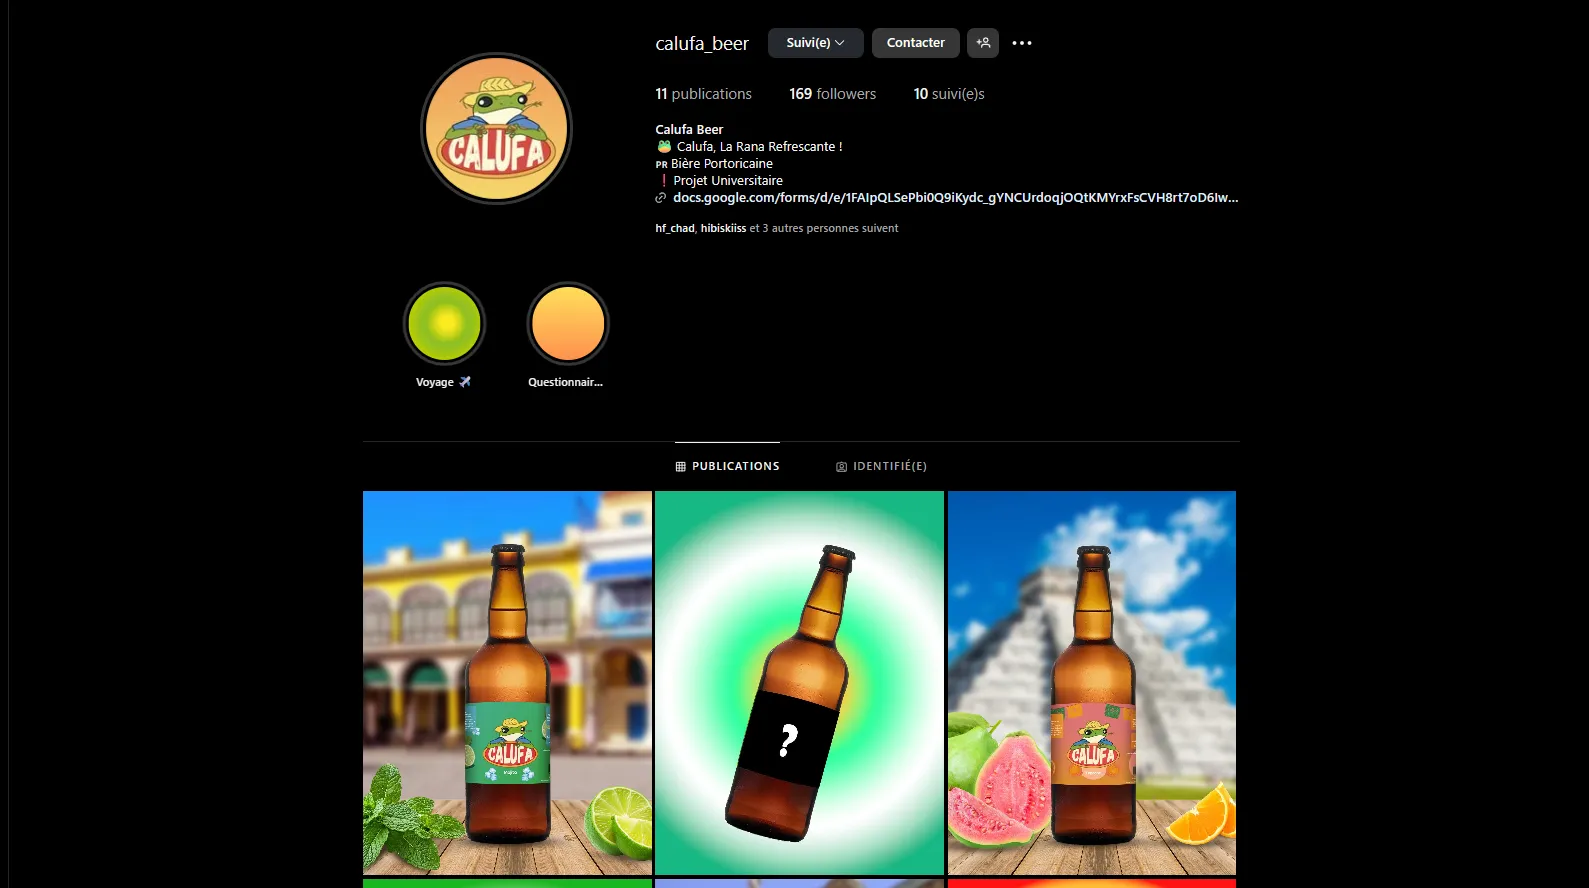 calufa_beer
Suivi(e)
Contacter
11 publications
169 followers
10 suivi(e)s
Calufa Beer
Calufa, La Rana Refrescante !
PR Bière Portoricaine
❗ Projet Universitaire
docs.google.com/forms/d/e/1FAIpQLSePbi0Q9iKydc_gYNCUrdoqjOQtKMYrxFsCVH8rt7oD6Iw...
hf_chad, hibiskiiss et 3 autres personnes suivent
CALUFA
Voyage
Questionnair...
PUBLICATIONS
IDENTIFIÉ(E)
CALUFA
Mojito
?
CALUFA